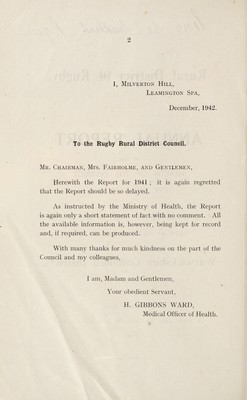 2
1, Milverton Hill,
Leamington Spa,
December, 1942.
To the Rugby Rural District Council.
Mr. Chairman, Mrs. Fairholme, and Gentlemen,
Herewith the Report for 1941; it is again regretted
that the Report should be so delayed.
As instructed by the Ministry of Health, the Report
is again only a short statement of fact with no comment. All
the available information is, however, being kept for record
and, if required, can be produced.
With many thanks for much kindness on the part of the
Council and my colleagues,
I am, Madam and Gentlemen,
Your obedient Servant,
H. GIBBONS WARD,
Medical Officer of Health.